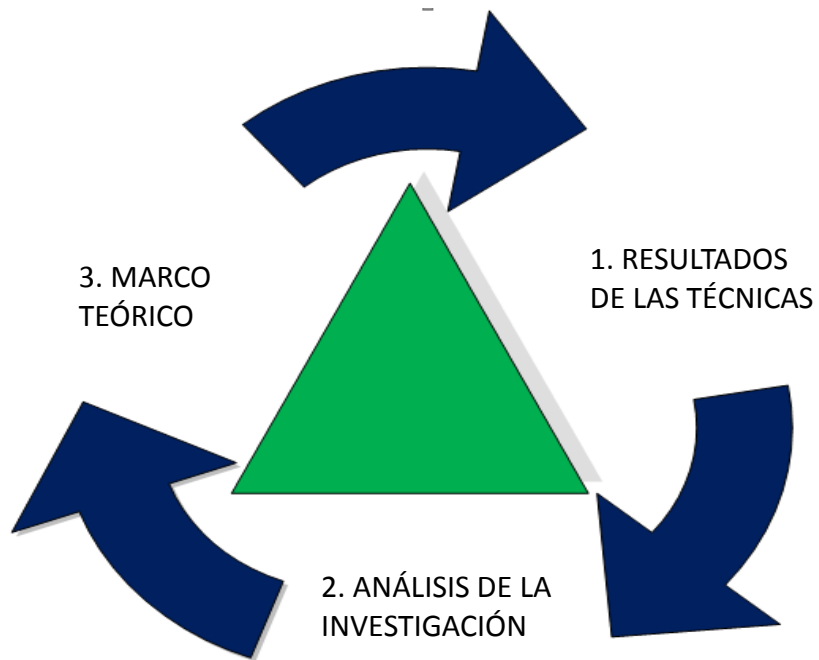 1. RESULTADOS
DE LAS TÉCNICAS
2. ANÁLISIS DE LA
INVESTIGACIÓN
3. MARCO
TEÓRICO